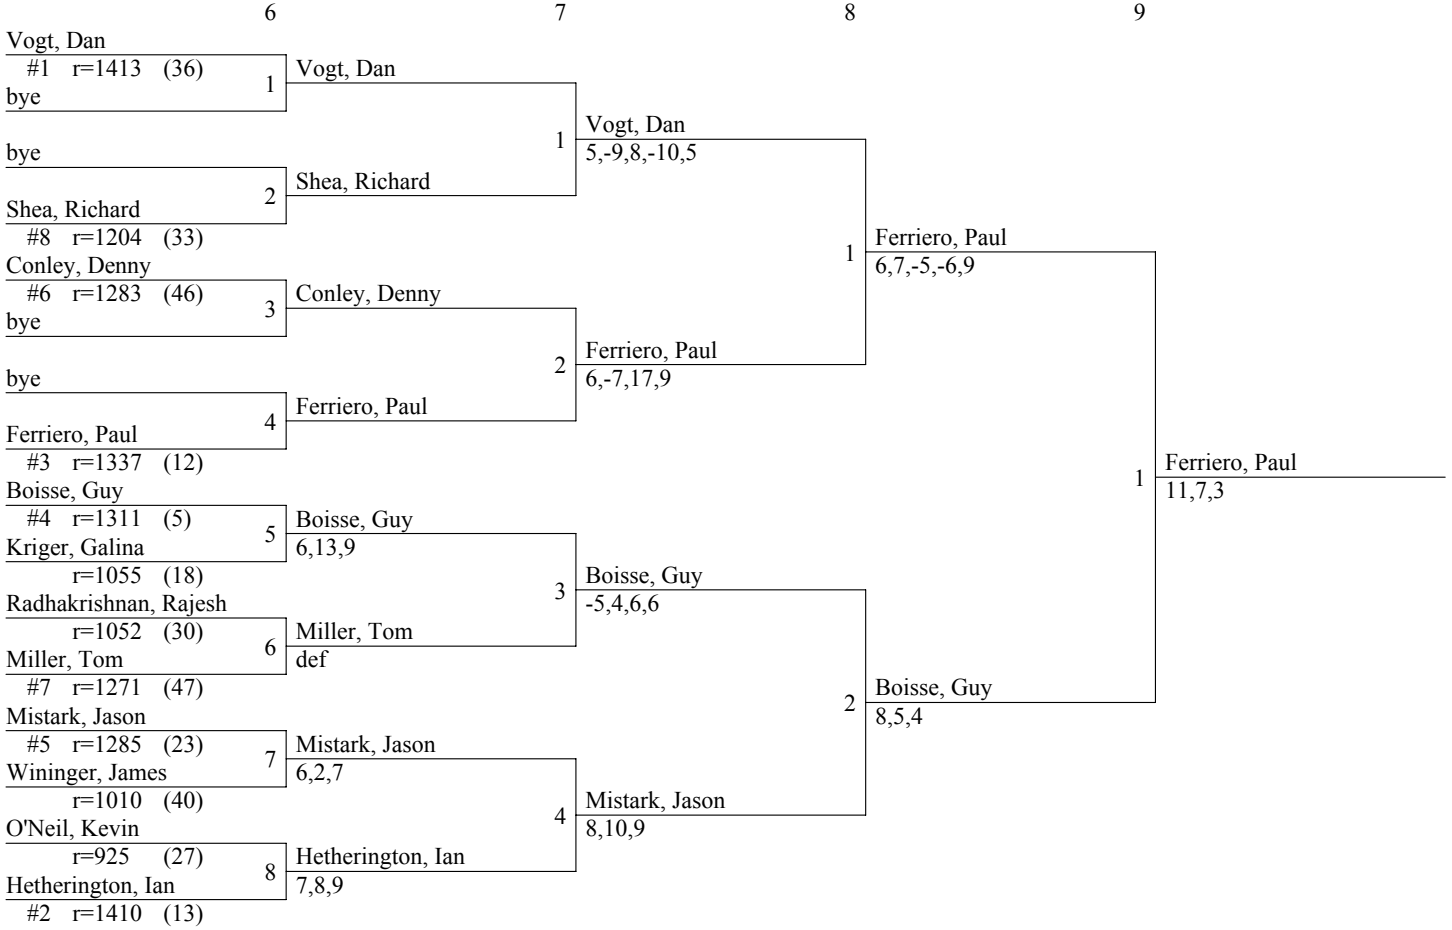 6 7 8 9
Vogt, Dan
#1 r=1413 (36)
bye
1
Vogt, Dan
bye
Shea, Richard
#8 r=1204 (33)
2
Shea, Richard
1
Vogt, Dan
5,-9,8,-10,5
Conley, Denny
#6 r=1283 (46)
bye
3
Conley, Denny
bye
Ferriero, Paul
#3 r=1337 (12)
4
Ferriero, Paul
2
Ferriero, Paul
6,-7,17,9
1
Ferriero, Paul
6,7,-5,-6,9
Boisse, Guy
#4 r=1311 (5)
Kriger, Galina
r=1055 (18)
5
Boisse, Guy
6,13,9
Radhakrishnan, Rajesh
r=1052 (30)
Miller, Tom
#7 r=1271 (47)
6
Miller, Tom
def
3
Boisse, Guy
-5,4,6,6
Mistark, Jason
#5 r=1285 (23)
Wininger, James
r=1010 (40)
7
Mistark, Jason
6,2,7
O'Neil, Kevin
r=925 (27)
Hetherington, Ian
#2 r=1410 (13)
8
Hetherington, Ian
7,8,9
4
Mistark, Jason
8,10,9
2
Boisse, Guy
8,5,4
1
Ferriero, Paul
11,7,3